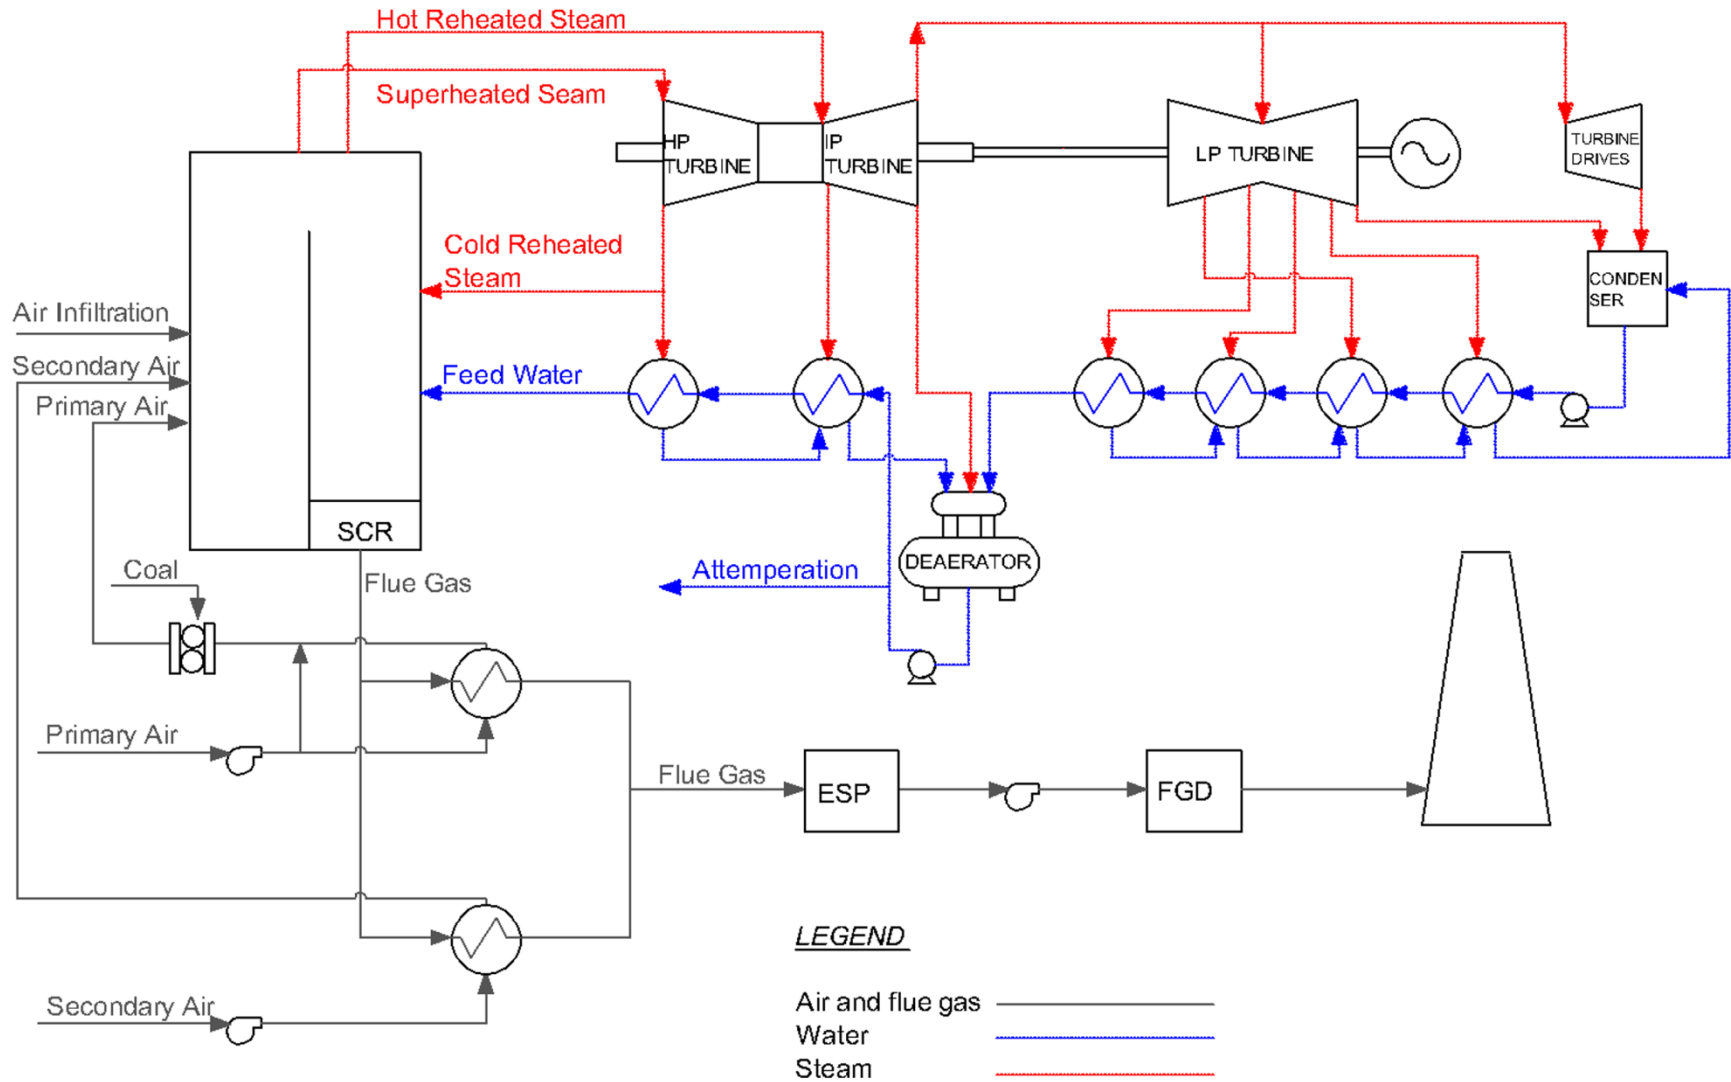 Hot Reheated Steam
Superheated Seam
HP
TURBINE
IP
TURBINE
LP TURBINE
TURBINE
DRIVES
Cold Reheated
Steam
CONDEN
SER
Air Infiltration
Secondary Air
Primary Air
Feed Water
SCR
Coal
Flue Gas
Attemperation
DEAERATOR
Primary Air
Flue Gas
ESP
FGD
Secondary Air
LEGEND
Air and flue gas
Water
Steam